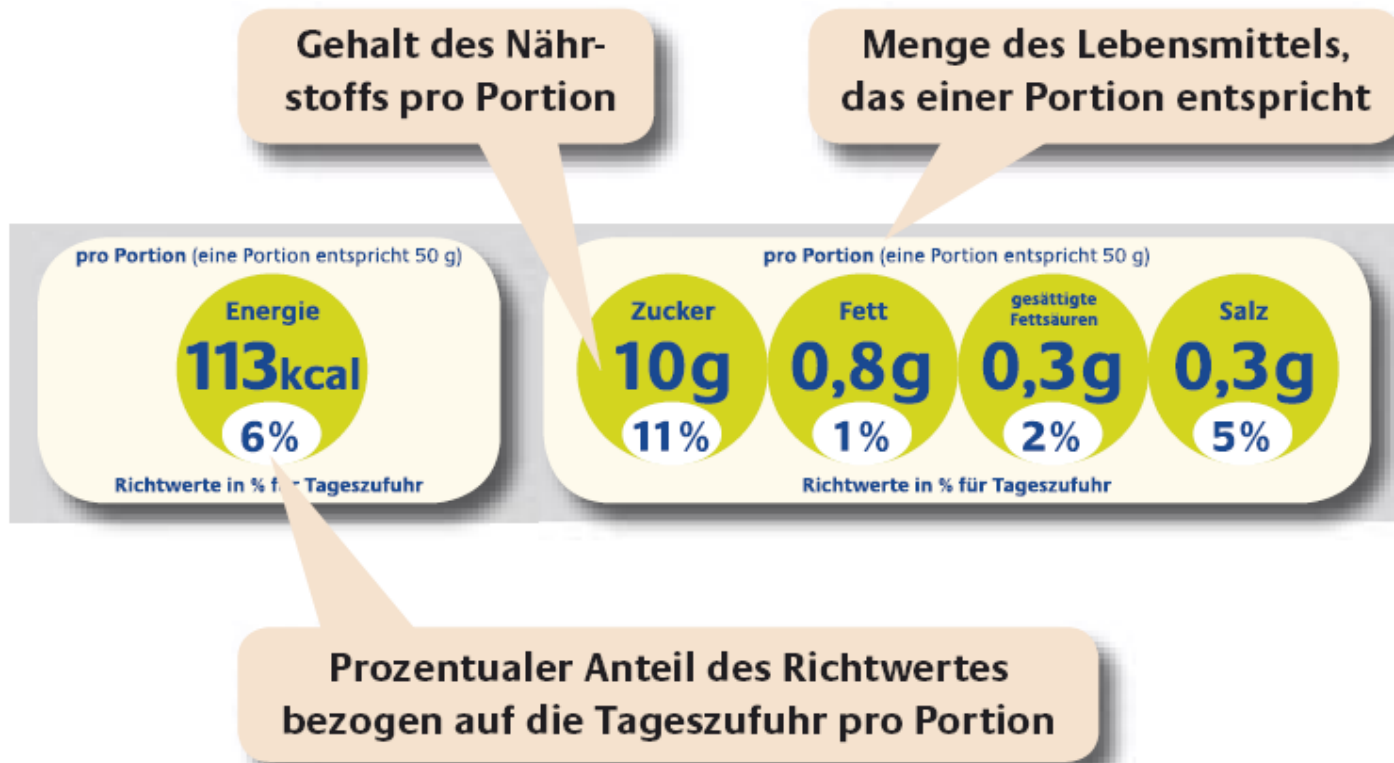 Gehalt des Nähr-
stoffs pro Portion
Menge des Lebensmittels,
das einer Portion entspricht
pro Portion (eine Portion entspricht 50 g)
Energie
113kcal
6%
Richtwerte in % für Tageszufuhr
pro Portion (eine Portion entspricht 50 g)
Zucker
10g
11%
Fett
0,8g
1%
gesättigte
Fettsäuren
0,3g
2%
Salz
0,3g
5%
Richtwerte in % für Tageszufuhr
Prozentualer Anteil des Richtwertes
bezogen auf die Tageszufuhr pro Portion